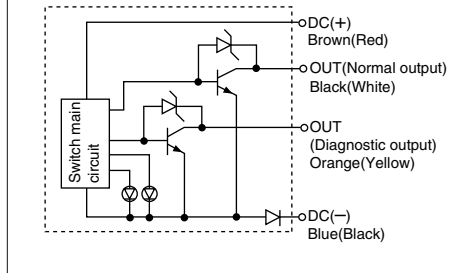 DC(+)
Brown(Red)
OUT(Normal output)
Black(White)
Switch main
circuit
OUT
(Diagnostic output)
Orange(Yellow)
DC(−)
Blue(Black)